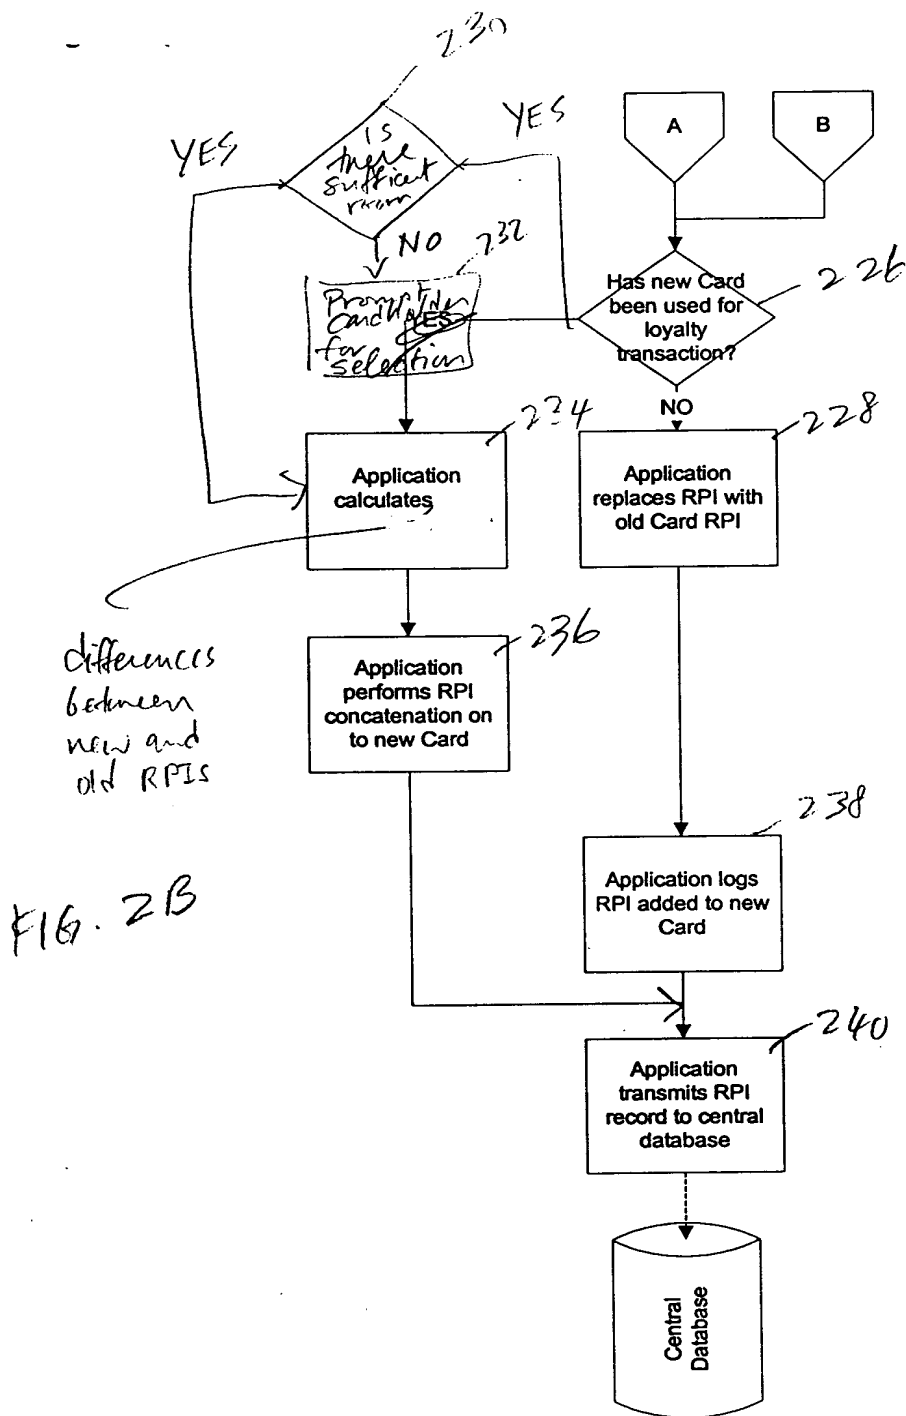 230
YES
YES
Is
there
sufficient
room
A
B
NO
232
226
Has new Card
been used for
loyalty
transaction?
Prompt
Cardholder
for
selection
YES
NO
234
228
Application
calculates
Application
replaces RPI with
old Card RPI
differences
between
new and
old RPIs
236
Application
performs RPI
concatenation on
to new Card
238
Application logs
RPI added to new
Card
FIG. 2B
240
Application
transmits RPI
record to central
database
Central
Database